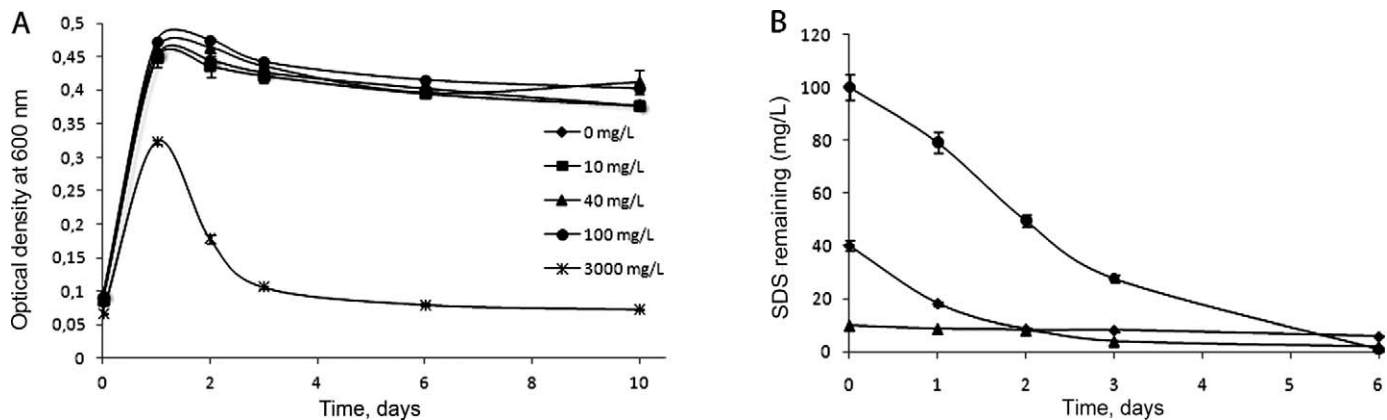 A
Optical density at 600 nm
0,5
0,45
0,4
0,35
0,3
0,25
0,2
0,15
0,1
0,05
0
0 2 4 6 8 10
Time, days
0 mg/L
10 mg/L
40 mg/L
100 mg/L
3000 mg/L
B
SDS remaining (mg/L)
120
100
80
60
40
20
0
0 1 2 3 4 5 6
Time, days